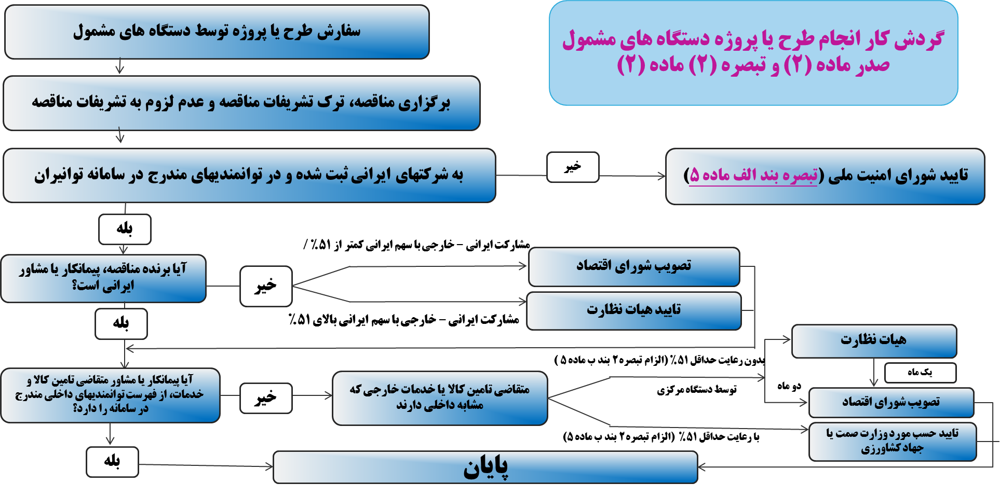 گردش کار انجام طرح یا پروژه دستگاه های مشمول
صدر ماده (۲) و تبصره (۲) ماده (۲)
سفارش طرح یا پروژه توسط دستگاه های مشمول
برگزاری مناقصه، ترک تشریفات مناقصه و عدم لزوم به تشریفات مناقصه
به شرکتهای ایرانی ثبت شده و در توانمندیهای مندرج در سامانه توانیران
خیر
تایید شورای امنیت ملی (تبصره بند الف ماده ۵)
بله
آیا برنده مناقصه، پیمانکار یا مشاور
ایرانی است؟
خیر
مشارکت ایرانی – خارجی با سهم ایرانی کمتر از ۵۱% /
تصویب شورای اقتصاد
تایید هیات نظارت
مشارکت ایرانی – خارجی با سهم ایرانی بالای ۵۱%
بله
آیا پیمانکار یا مشاور متقاضی تامین کالا و
خدمات، از فهرست توانمندیهای داخلی مندرج
در سامانه را دارد؟
خیر
متقاضی تامین کالا یا خدمات خارجی که
مشابه داخلی دارند
بدون رعایت حداقل ۵۱% (الزام تبصره۲ بند ب ماده ۵ )
توسط دستگاه مرکزی
هیات نظارت
یک ماه
دو ماه
تصویب شورای اقتصاد
با رعایت حداقل ۵۱% (الزام تبصره۲ بند ب ماده ۵)
تایید حسب مورد وزارت صمت یا
جهاد کشاورزی
بله
پایان